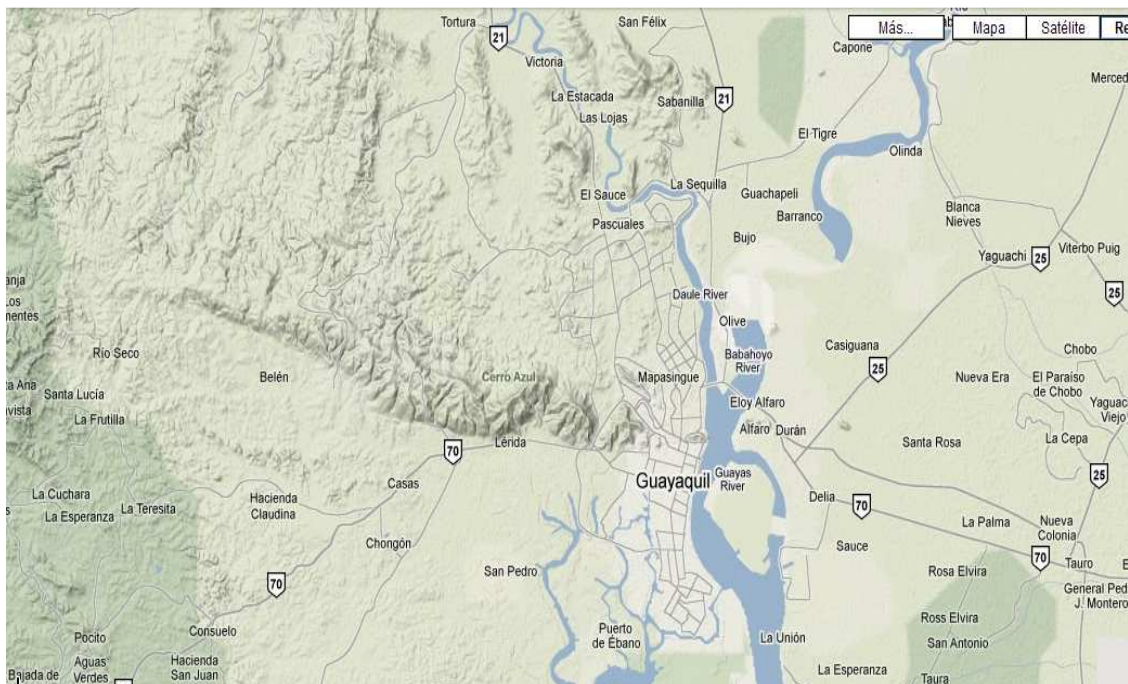 Tortura
21
San Félix
Más...
Mapa
Satélite
Capone
Victoria
La Estacada
Las Lojas
Sabanilla
21
El Tigre
Olinda
El Sauce
La Sequilla
Guachapeli
Pascuales
Barranco
Blanca
Nieves
Bujo
Yaguachi
25
Viterbo Puig
25
Daule River
Olive
Babahoyo
River
Casiguana
25
Chobo
Río Seco
Belén
Cerro Azul
Mapasingue
Nueva Era
El Paraiso
de Chobo
Santa Lucía
La Frutilla
Eloy Alfaro
Alfaro
Durán
Viejo
Lérida
70
Santa Rosa
La Cepa
Guayaquil
Guayas
River
25
La Cuchara
La Esperanza
La Teresita
Hacienda
Claudina
Casas
Delia
70
La Palma
Nueva
Colonia
Chongón
Sauce
70
Tauro
San Pedro
70
Rosa Elvira
J. Montero
Ross Elvira
Pocito
Consuelo
Puerto
de Ébano
La Unión
San Antonio
Aguas
Verdes
Hacienda
San Juan
La Esperanza
Taura
Bajada de